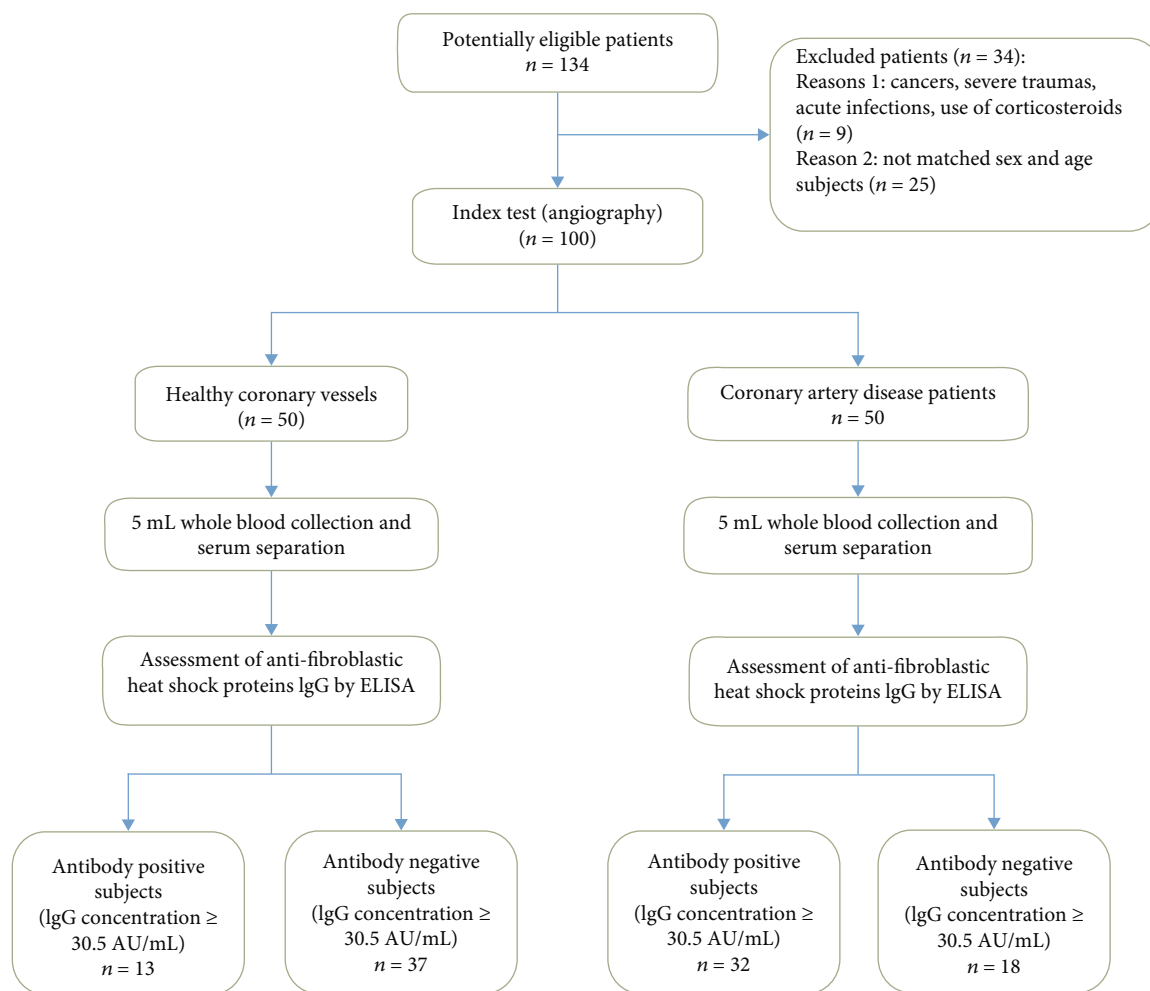 Potentially eligible patients
n = 134
Excluded patients (n = 34):
Reasons 1: cancers, severe traumas,
acute infections, use of corticosteroids
(n = 9)
Reason 2: not matched sex and age
subjects (n = 25)
Index test (angiography)
(n = 100)
Healthy coronary vessels
(n = 50)
Coronary artery disease patients
n = 50
5 mL whole blood collection and
serum separation
5 mL whole blood collection and
serum separation
Assessment of anti-fibroblastic
heat shock proteins lgG by ELISA
Assessment of anti-fibroblastic
heat shock proteins lgG by ELISA
Antibody positive
subjects
(lgG concentration ≥
30.5 AU/mL)
n = 13
Antibody negative
subjects
(lgG concentration ≥
30.5 AU/mL)
n = 37
Antibody positive
subjects
(lgG concentration ≥
30.5 AU/mL)
n = 32
Antibody negative
subjects
(lgG concentration ≥
30.5 AU/mL)
n = 18